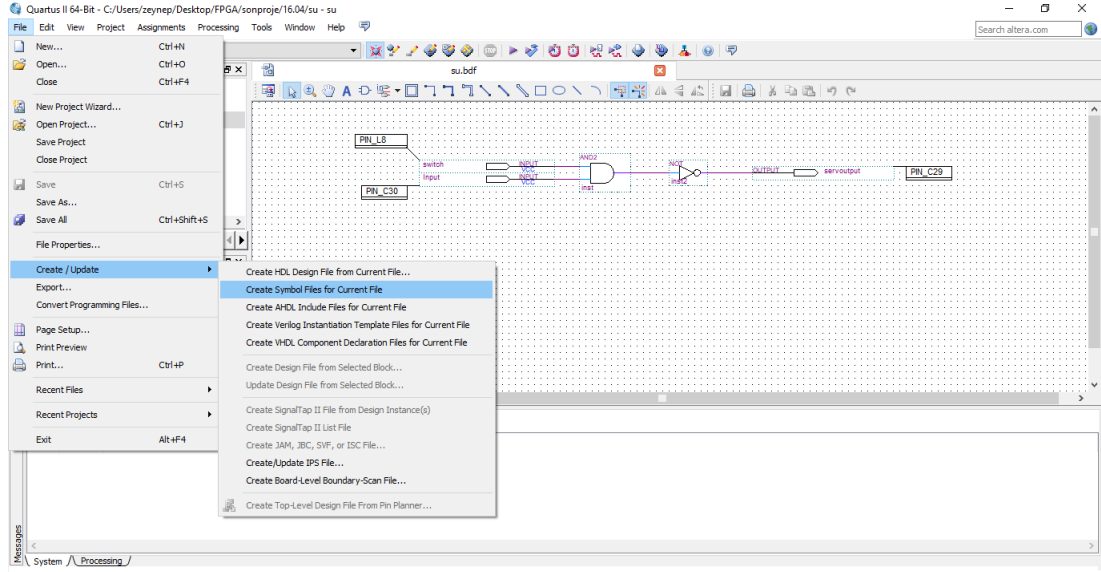 Quartus II 64-Bit - C:/Users/zeynep/Desktop/FPGA/sonproje/16.04/su - su
File Edit View Project Assignments Processing Tools Window Help
Search altera.com
New... Ctrl+N
Open... Ctrl+O
Close Ctrl+F4
New Project Wizard...
Open Project... Ctrl+J
Save Project
Close Project
Save Ctrl+S
Save As...
Save All Ctrl+Shift+S
File Properties...
Create / Update
Export...
Convert Programming Files...
Page Setup...
Print Preview
Print... Ctrl+P
Recent Files
Recent Projects
Exit Alt+F4
Create HDL Design File from Current File...
Create Symbol Files for Current File
Create AHDL Include Files for Current File
Create Verilog Instantiation Template Files for Current File
Create VHDL Component Declaration Files for Current File
Create Design File from Selected Block...
Update Design File from Selected Block...
Create SignalTap II File from Design Instance(s)
Create SignalTap II List File
Create JAM, JBC, SVF, or ISC File...
Create/Update IPS File...
Create Board-Level Boundary-Scan File...
Create Top-Level Design File From Pin Planner...
su.bdf
PIN_L8
switch INPUT
VCC
Input INPUT
VCC
PIN_C30
AND2
inst
NOT
inst2
OUTPUT servoutput
PIN_C29
Messages
System Processing